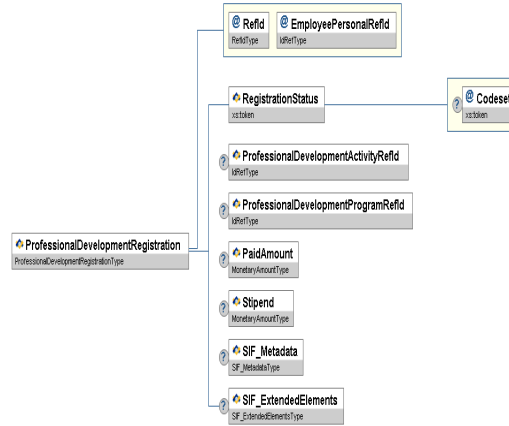 @ RefId
RefIdType
@ EmployeePersonalRefId
IdRefType
RegistrationStatus
xs:token
? @ Codeset
xs:token
? ProfessionalDevelopmentActivityRefId
IdRefType
? ProfessionalDevelopmentProgramRefId
IdRefType
ProfessionalDevelopmentRegistration
ProfessionalDevelopmentRegistrationType
? PaidAmount
MonetaryAmountType
? Stipend
MonetaryAmountType
? SIF_Metadata
SIF_MetadataType
? SIF_ExtendedElements
SIF_ExtendedElementsType